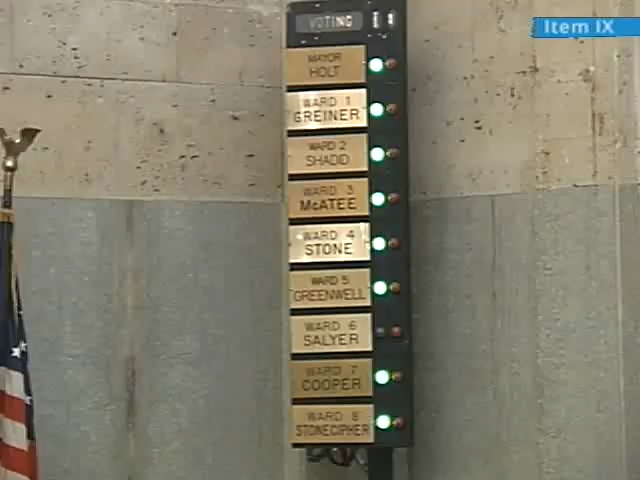 Item IX
VOTING
MAYOR
HOLT
WARD 1
GREINER
WARD 2
SHADID
WARD 3
McATEE
WARD 4
STONE
WARD 5
GREENWELL
WARD 6
SALYER
WARD 7
COOPER
WARD 8
STONECIPHER